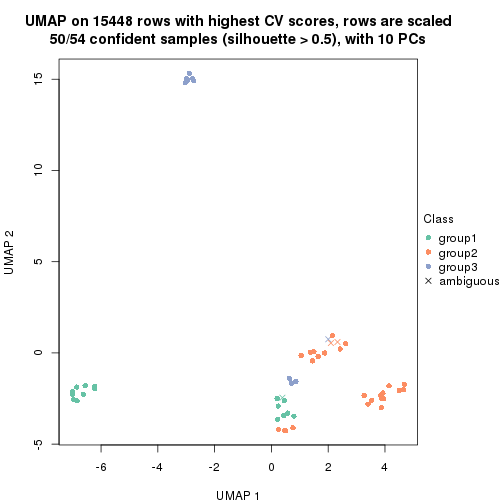 UMAP on 15448 rows with highest CV scores, rows are scaled
50/54 confident samples (silhouette > 0.5), with 10 PCs
15
10
5
0
-5
UMAP 2
-6
-4
-2
0
2
4
UMAP 1
Class
group1
group2
group3
ambiguous